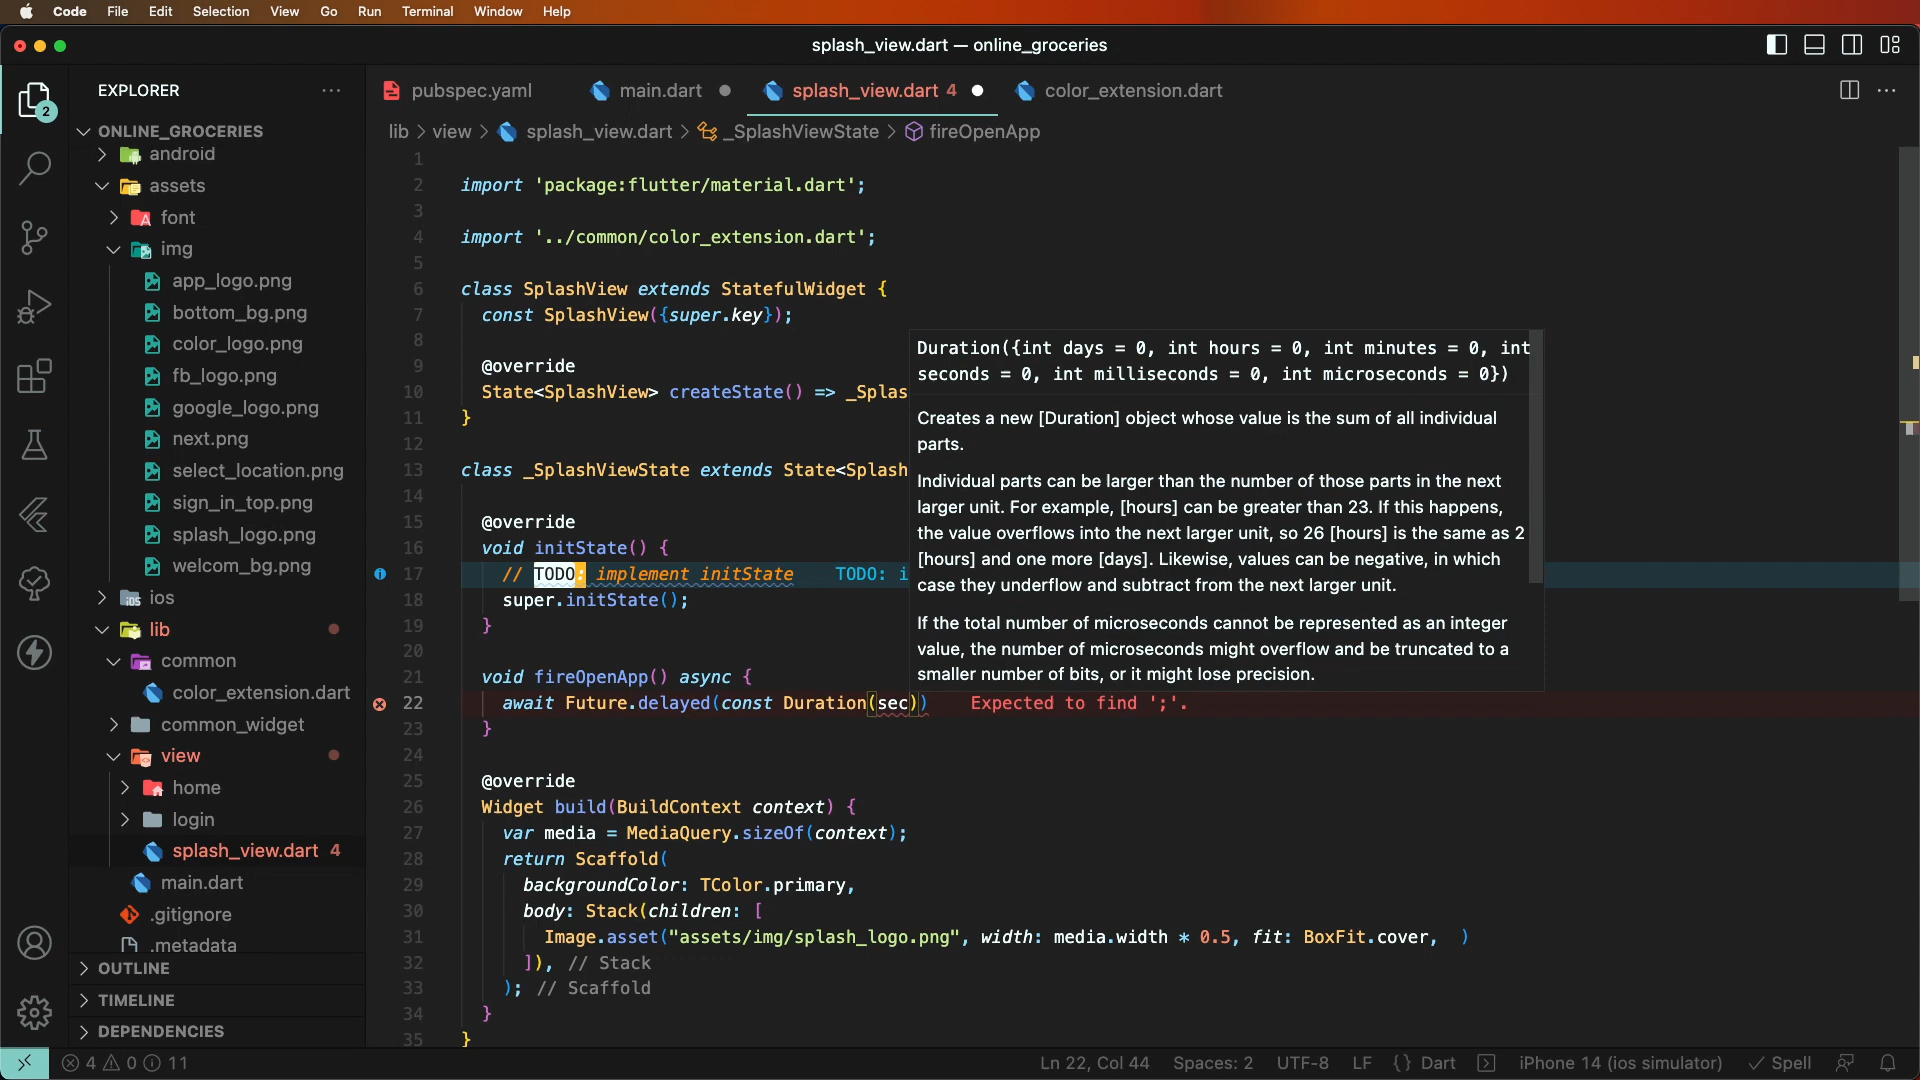 Code File Edit Selection View Go Run Terminal Window Help
splash_view.dart — online_groceries
EXPLORER
pubspec.yaml
main.dart
splash_view.dart 4
color_extension.dart
2
ONLINE_GROCERIES
lib > view > splash_view.dart > _SplashViewState > fireOpenApp
android
assets
font
img
app_logo.png
bottom_bg.png
color_logo.png
fb_logo.png
google_logo.png
next.png
select_location.png
sign_in_top.png
splash_logo.png
welcom_bg.png
ios
lib
common
color_extension.dart
common_widget
view
home
login
splash_view.dart 4
main.dart
.gitignore
.metadata
OUTLINE
TIMELINE
DEPENDENCIES
1
2 import 'package:flutter/material.dart';
3
4 import '../common/color_extension.dart';
5
6 class SplashView extends StatefulWidget {
7 const SplashView({super.key});
8
9 @override
10 State<SplashView> createState() => _Splas
11 }
12
13 class _SplashViewState extends State<Splash
14
15 @override
16 void initState() {
17 // TODO: implement initState TODO: i
18 super.initState();
19 }
20
21 void fireOpenApp() async {
22 await Future.delayed(const Duration(sec)) Expected to find ';'.
23 }
24
25 @override
26 Widget build(BuildContext context) {
27 var media = MediaQuery.sizeOf(context);
28 return Scaffold(
29 backgroundColor: TColor.primary,
30 body: Stack(children: [
31 Image.asset("assets/img/splash_logo.png", width: media.width * 0.5, fit: BoxFit.cover, )
32 ]), // Stack
33 ); // Scaffold
34 }
35 }
Duration({int days = 0, int hours = 0, int minutes = 0, int
seconds = 0, int milliseconds = 0, int microseconds = 0})
Creates a new [Duration] object whose value is the sum of all individual
parts.
Individual parts can be larger than the number of those parts in the next
larger unit. For example, [hours] can be greater than 23. If this happens,
the value overflows into the next larger unit, so 26 [hours] is the same as 2
[hours] and one more [days]. Likewise, values can be negative, in which
case they underflow and subtract from the next larger unit.
If the total number of microseconds cannot be represented as an integer
value, the number of microseconds might overflow and be truncated to a
smaller number of bits, or it might lose precision.
4 0 11
Ln 22, Col 44 Spaces: 2 UTF-8 LF {} Dart iPhone 14 (ios simulator) Spell